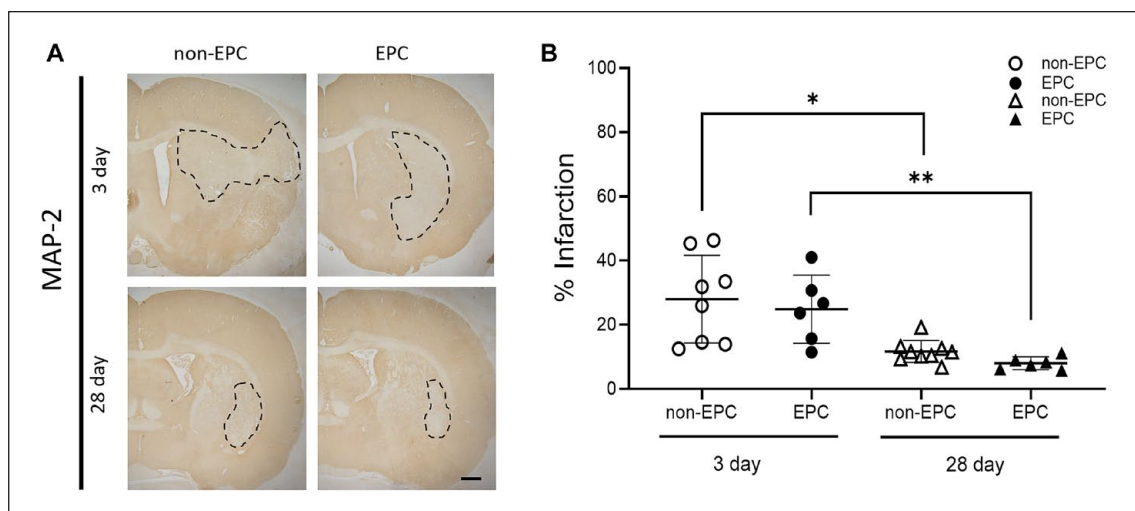 A
non-EPC
EPC
MAP-2
3 day
28 day
B
% Infarction
100
80
60
40
20
0
*
**
non-EPC
EPC
non-EPC
EPC
non-EPC
EPC
non-EPC
EPC
3 day
28 day